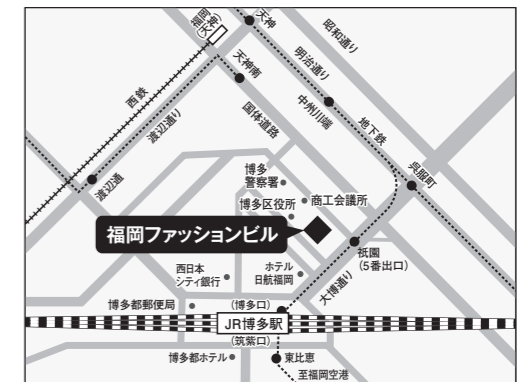 福岡
(天神)
天神
昭和通り
明治通り
西鉄
天神南
中州川端
渡辺通り
国体道路
地下鉄
渡辺通
呉服町
博多
警察署
商工会議所
博多区役所
福岡ファッションビル
祇園
(5番出口)
西日本
シティ銀行
ホテル
日航福岡
大博通り
博多都郵便局
(博多口)
JR博多駅
(筑紫口)
博多都ホテル
東比恵
至福岡空港